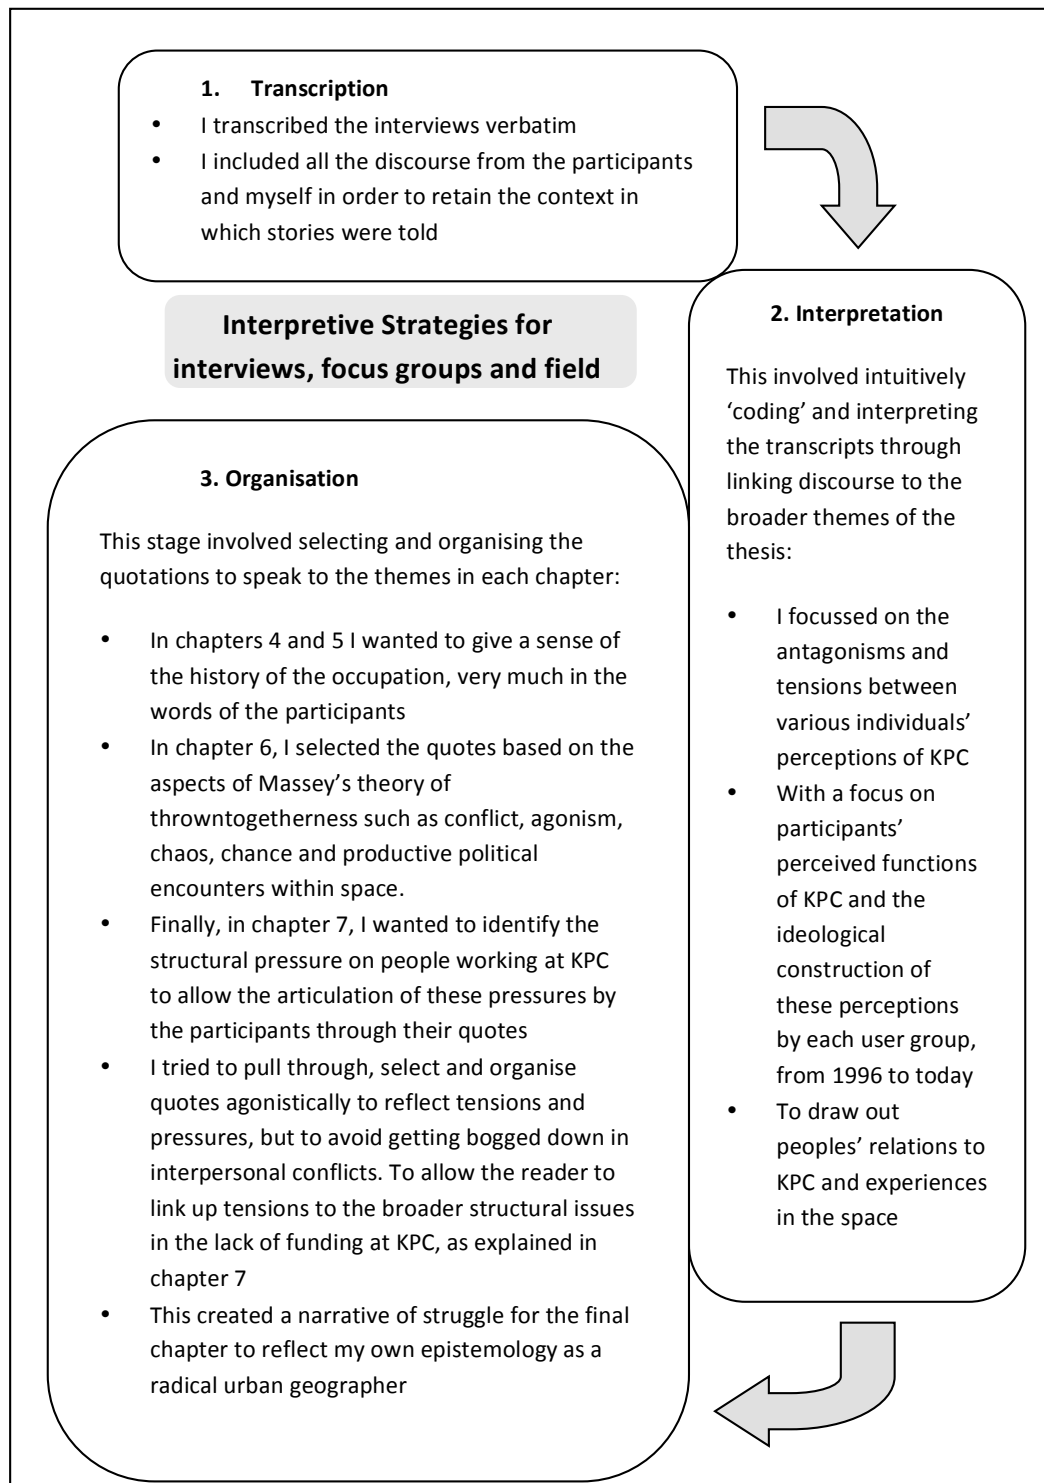 1. Transcription
• I transcribed the interviews verbatim
• I included all the discourse from the participants
and myself in order to retain the context in
which stories were told
Interpretive Strategies for
interviews, focus groups and field
2. Interpretation
This involved intuitively
‘coding’ and interpreting
the transcripts through
linking discourse to the
broader themes of the
thesis:
• I focussed on the
antagonisms and
tensions between
various individuals’
perceptions of KPC
• With a focus on
participants’
perceived functions
of KPC and the
ideological
construction of
these perceptions
by each user group,
from 1996 to today
• To draw out
peoples’ relations to
KPC and experiences
in the space
3. Organisation
This stage involved selecting and organising the
quotations to speak to the themes in each chapter:
• In chapters 4 and 5 I wanted to give a sense of
the history of the occupation, very much in the
words of the participants
• In chapter 6, I selected the quotes based on the
aspects of Massey’s theory of
throwntogetherness such as conflict, agonism,
chaos, chance and productive political
encounters within space.
• Finally, in chapter 7, I wanted to identify the
structural pressure on people working at KPC
to allow the articulation of these pressures by
the participants through their quotes
• I tried to pull through, select and organise
quotes agonistically to reflect tensions and
pressures, but to avoid getting bogged down in
interpersonal conflicts. To allow the reader to
link up tensions to the broader structural issues
in the lack of funding at KPC, as explained in
chapter 7
• This created a narrative of struggle for the final
chapter to reflect my own epistemology as a
radical urban geographer